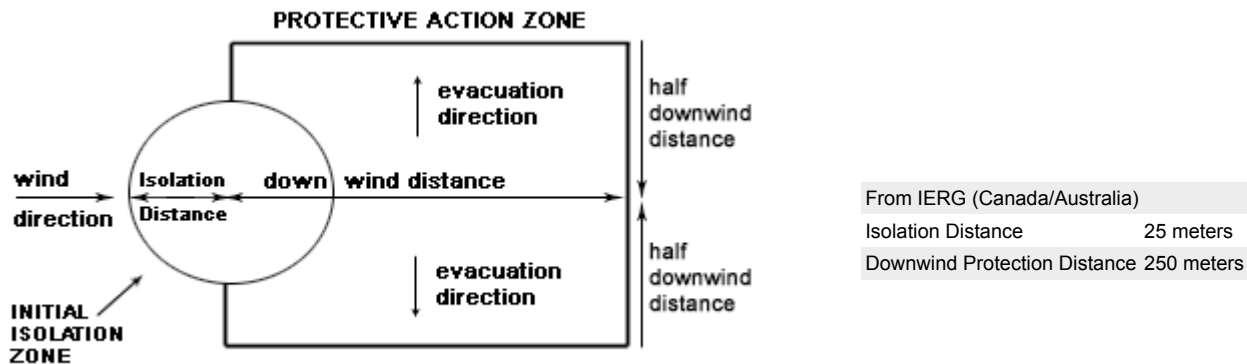 PROTECTIVE ACTION ZONE
evacuation
direction
half
downwind
distance
wind
direction
Isolation
Distance
down wind distance
evacuation
direction
half
downwind
distance
INITIAL
ISOLATION
ZONE
From IERG (Canada/Australia)
Isolation Distance 25 meters
Downwind Protection Distance 250 meters